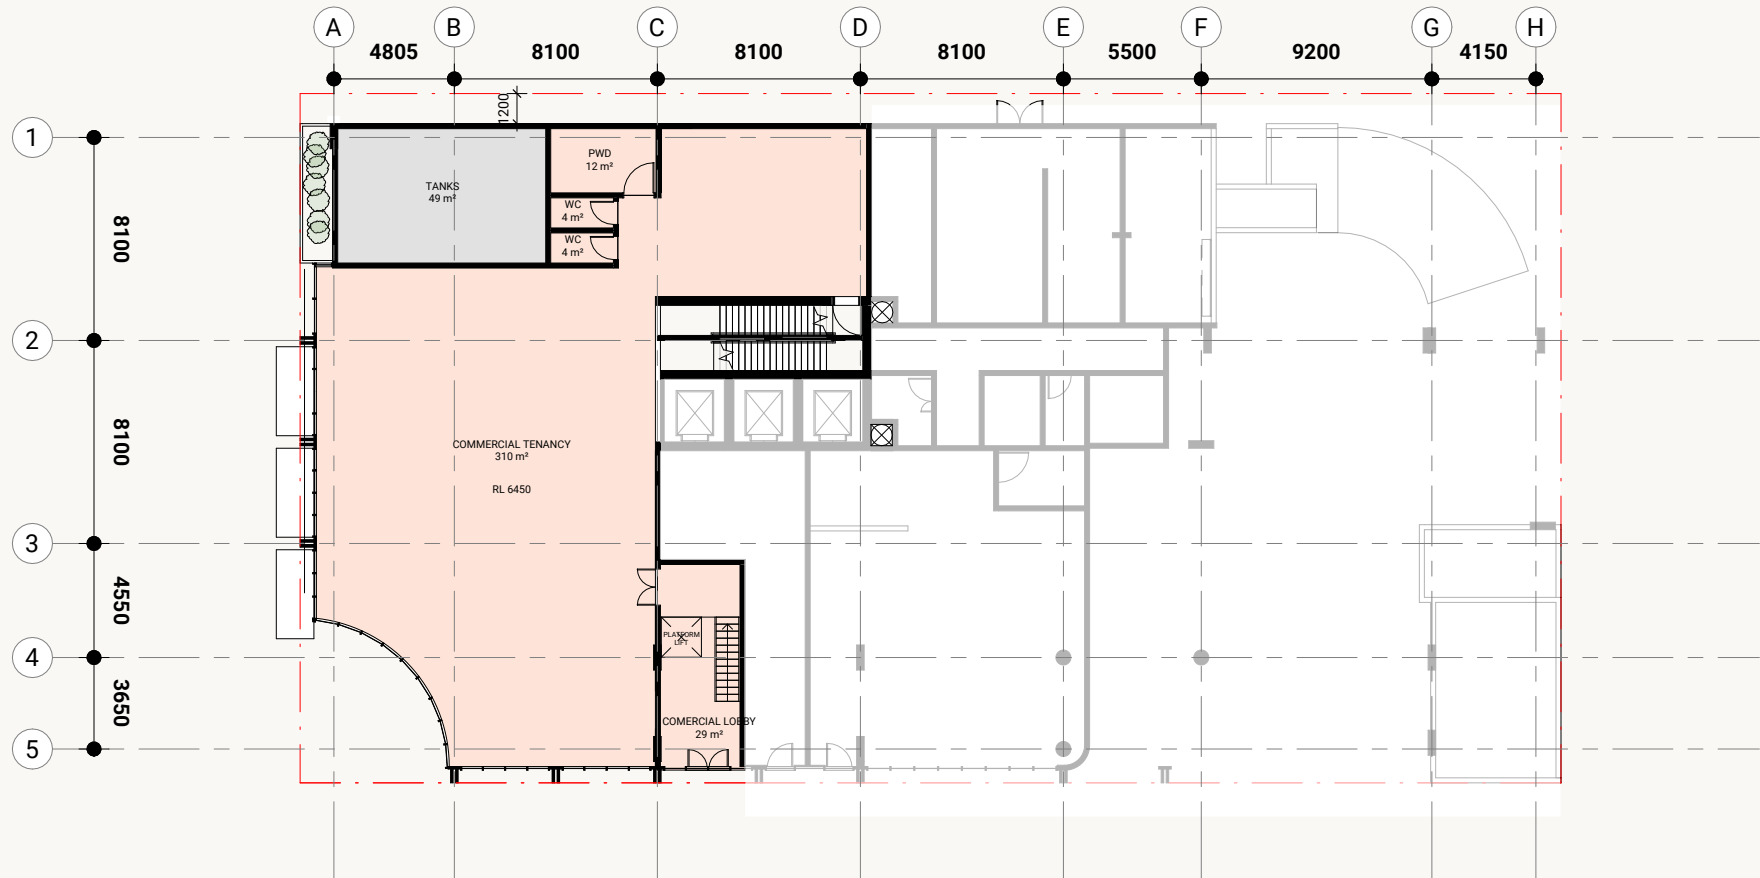 A B C D E F G H
4805 8100 8100 8100 5500 9200 4150
1200
1
8100
2
8100
3
4550
4
3650
5
TANKS
49 m²
PWD
12 m²
WC
4 m²
WC
4 m²
COMMERCIAL TENANCY
310 m²
RL 6450
PLATFORM
LIFT
COMERCIAL LOBBY
29 m²